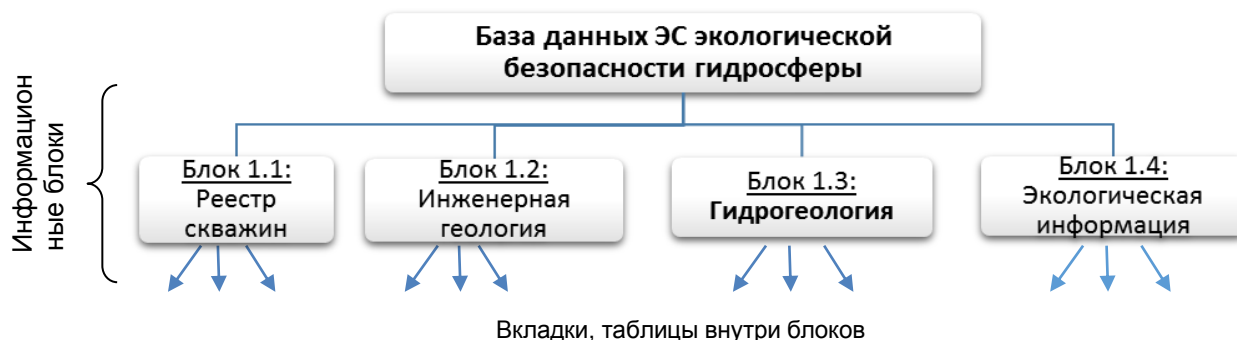 База данных ЭС экологической
безопасности гидросферы
Информацион
ные блоки
Блок 1.1:
Реестр
скважин
Блок 1.2:
Инженерная
геология
Блок 1.3:
Гидрогеология
Блок 1.4:
Экологическая
информация
Вкладки, таблицы внутри блоков